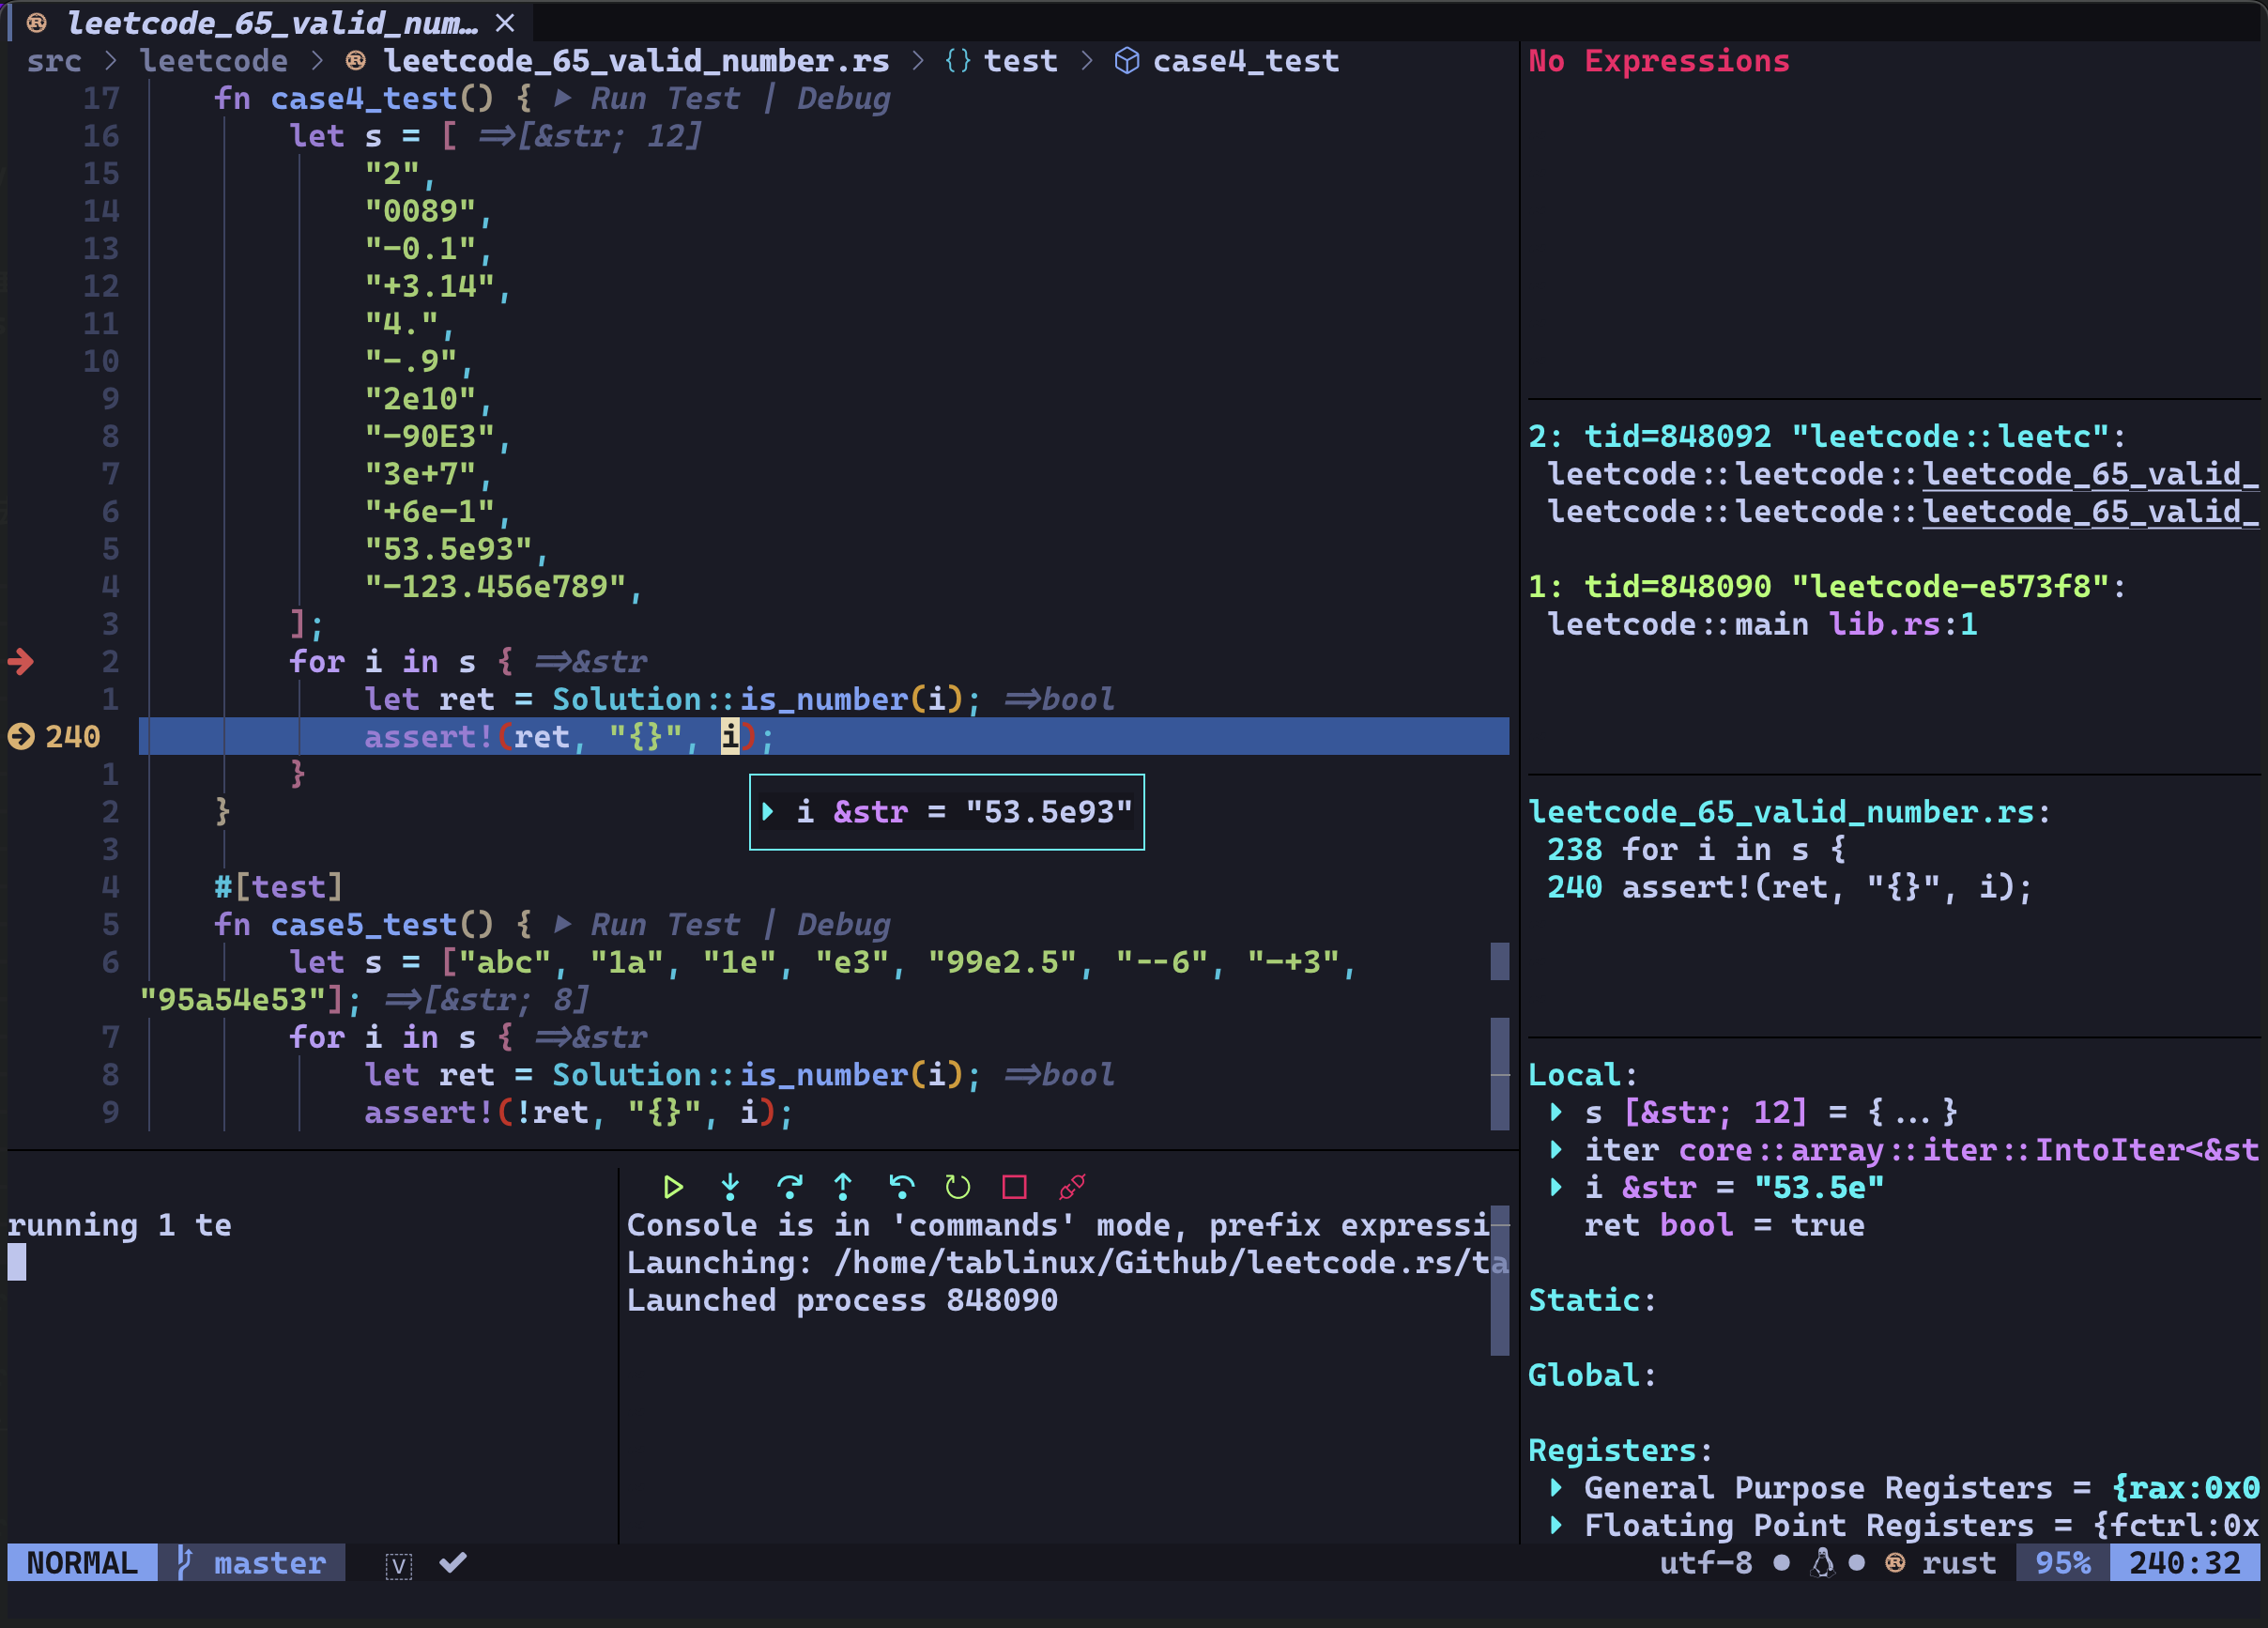 leetcode_65_valid_num…
src > leetcode > leetcode_65_valid_number.rs > {} test > case4_test
17 fn case4_test() { ▶ Run Test | Debug
16 let s = [ =>[&str; 12]
15 "2",
14 "0089",
13 "-0.1",
12 "+3.14",
11 "4.",
10 "-.9",
9 "2e10",
8 "-90E3",
7 "3e+7",
6 "+6e-1",
5 "53.5e93",
4 "-123.456e789",
3 ];
2 for i in s { =>&str
1 let ret = Solution::is_number(i); =>bool
240 assert!(ret, "{}", i);
1 }
i &str = "53.5e93"
2 }
3
4 #[test]
5 fn case5_test() { ▶ Run Test | Debug
6 let s = ["abc", "1a", "1e", "e3", "99e2.5", "--6", "-+3",
"95a54e53"]; =>[&str; 8]
7 for i in s { =>&str
8 let ret = Solution::is_number(i); =>bool
9 assert!(!ret, "{}", i);
running 1 te
Console is in 'commands' mode, prefix expressi
Launching: /home/tablinux/Github/leetcode.rs/ta
Launched process 848090
No Expressions
2: tid=848092 "leetcode::leetc":
leetcode::leetcode::leetcode_65_valid_
leetcode::leetcode::leetcode_65_valid_
1: tid=848090 "leetcode-e573f8":
leetcode::main lib.rs:1
leetcode_65_valid_number.rs:
238 for i in s {
240 assert!(ret, "{}", i);
Local:
s [&str; 12] = {...}
iter core::array::iter::IntoIter<&st
i &str = "53.5e"
ret bool = true
Static:
Global:
Registers:
General Purpose Registers = {rax:0x0
Floating Point Registers = {fctrl:0x
NORMAL master V utf-8 rust 95% 240:32